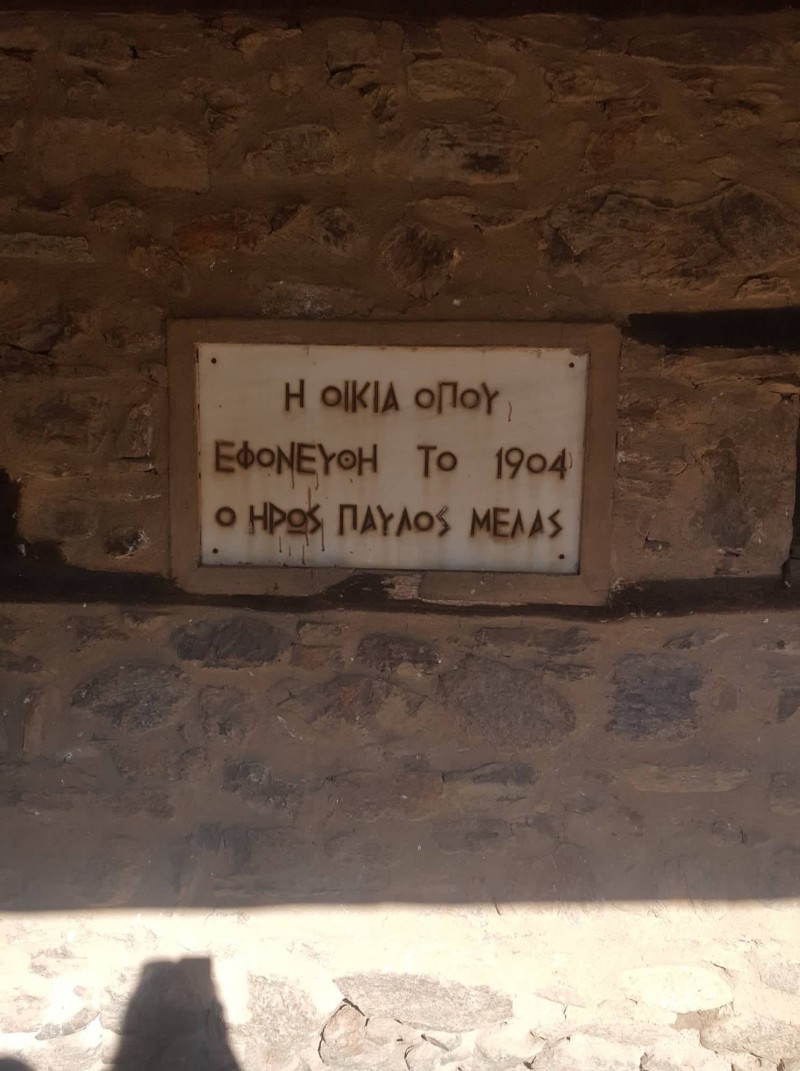 Η ΟΙΚΙΑ ΟΠΟΥ
ΕΦΟΝΕΥΘΗ ΤΟ 1904
Ο ΗΡΩΣ ΠΑΥΛΟΣ ΜΕΛΑΣ